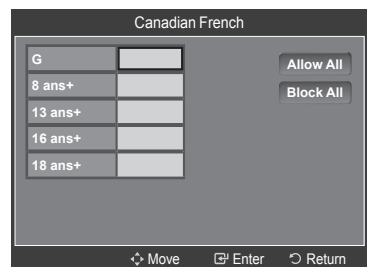 Canadian French
G
Allow All
8 ans+
Block All
13 ans+
16 ans+
18 ans+
Move Enter Return